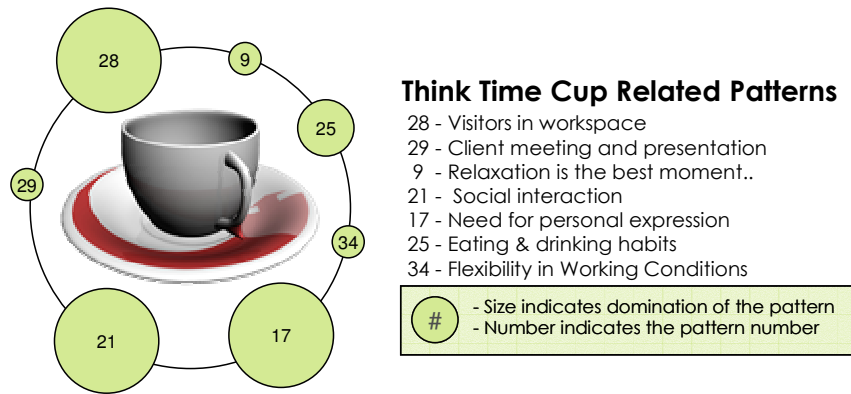 28
9
25
29
34
21
17
Think Time Cup Related Patterns
28 - Visitors in workspace
29 - Client meeting and presentation
9 - Relaxation is the best moment..
21 - Social interaction
17 - Need for personal expression
25 - Eating & drinking habits
34 - Flexibility in Working Conditions
#
- Size indicates domination of the pattern
- Number indicates the pattern number